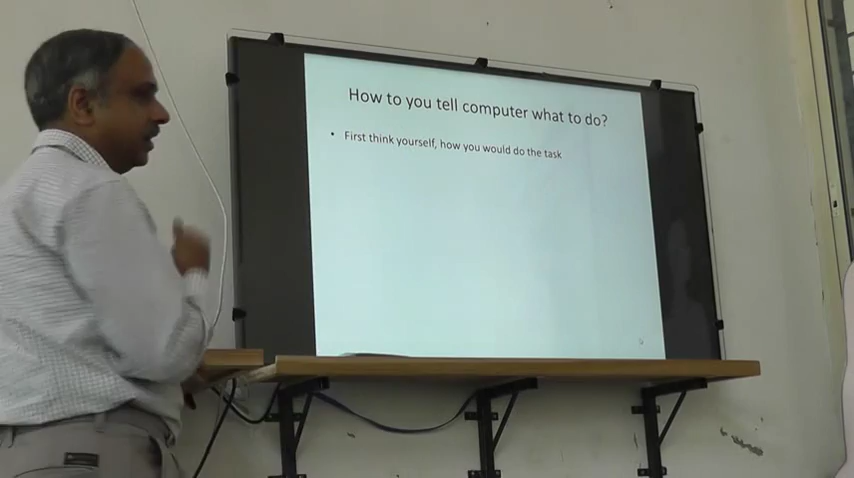 How to you tell computer what to do?
• First think yourself, how you would do the task